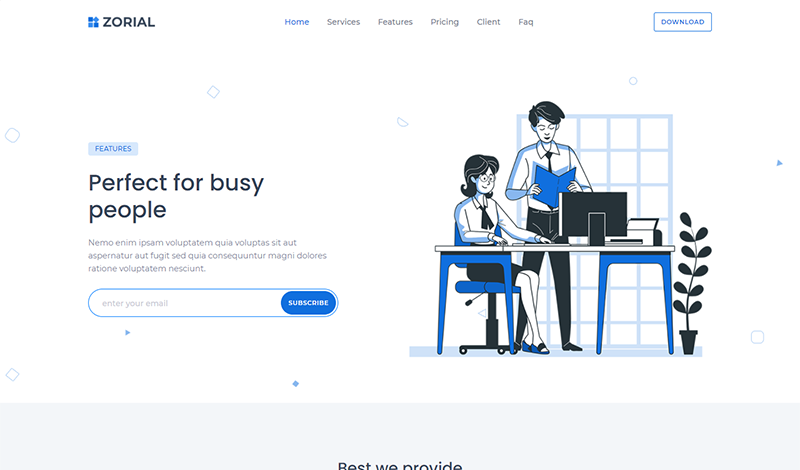 ZORIAL
Home Services Features Pricing Client Faq
DOWNLOAD
FEATURES
Perfect for busy
people
Nemo enim ipsam voluptatem quia voluptas sit aut
aspernatur aut fugit sed quia consequuntur magni dolores
ratione voluptatem nesciunt.
enter your email
SUBSCRIBE
Best we provide